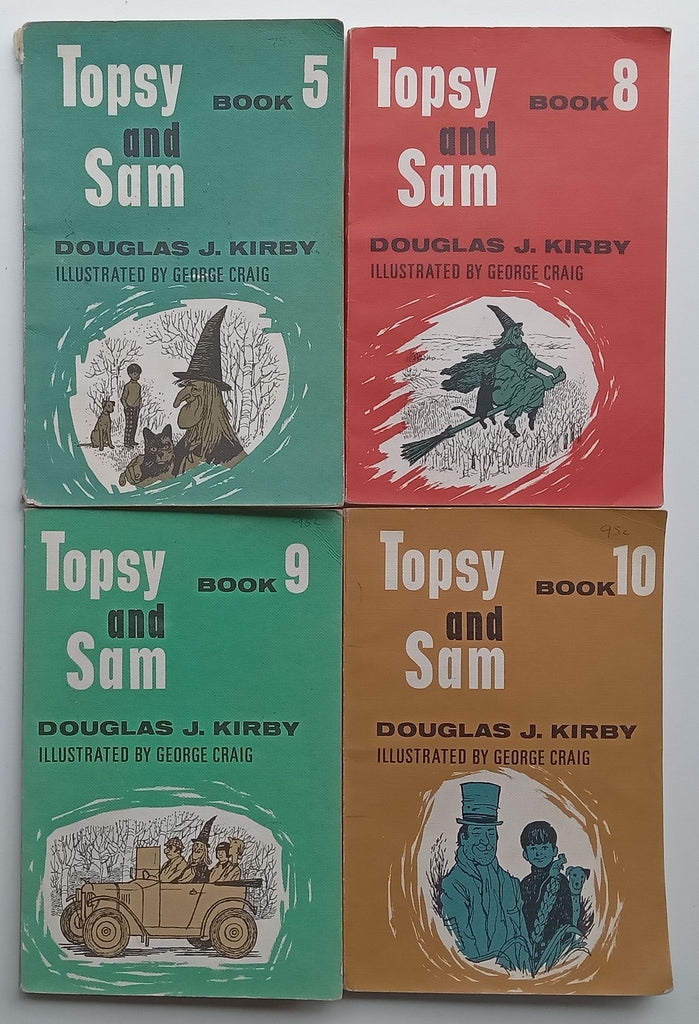 Topsy
BOOK 5
and
Sam
DOUGLAS J. KIRBY
ILLUSTRATED BY GEORGE CRAIG
Topsy
BOOK 8
and
Sam
DOUGLAS J. KIRBY
ILLUSTRATED BY GEORGE CRAIG
95c
Topsy
BOOK 9
and
Sam
DOUGLAS J. KIRBY
ILLUSTRATED BY GEORGE CRAIG
95c
Topsy
BOOK 10
and
Sam
DOUGLAS J. KIRBY
ILLUSTRATED BY GEORGE CRAIG